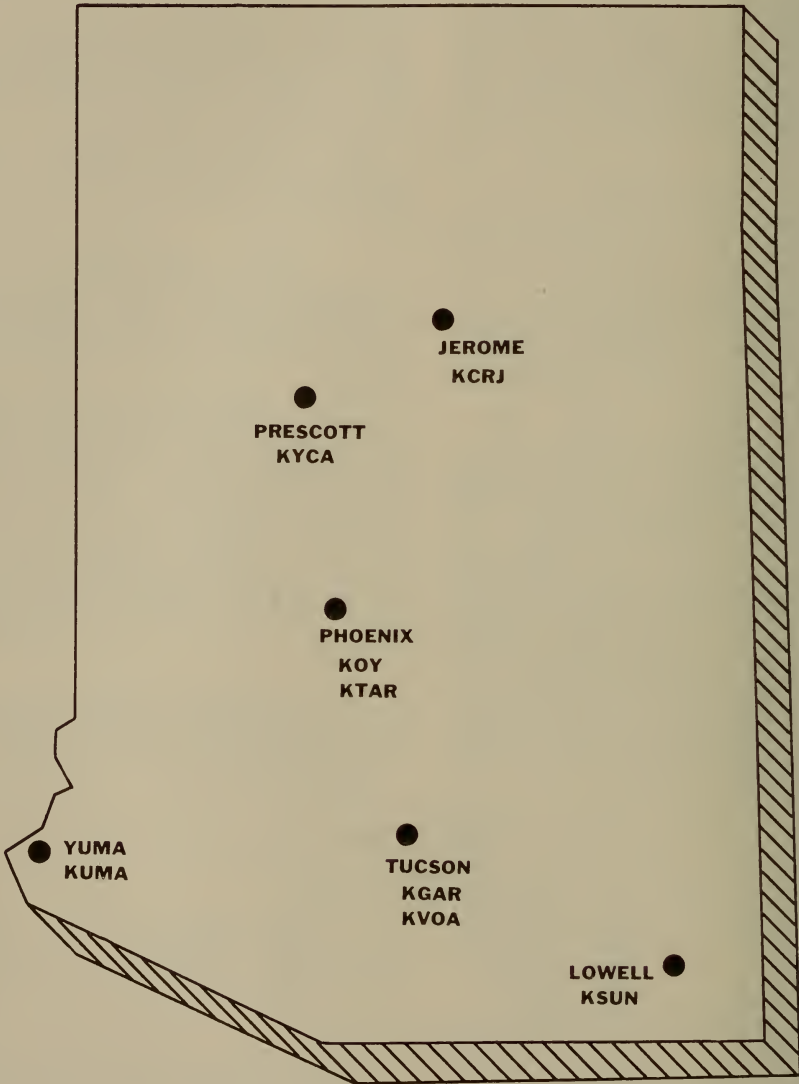 JEROME
KCRJ
PRESCOTT
KYCA
PHOENIX
KOY
KTAR
YUMA
KUMA
TUCSON
KGAR
KVOA
LOWELL
KSUN